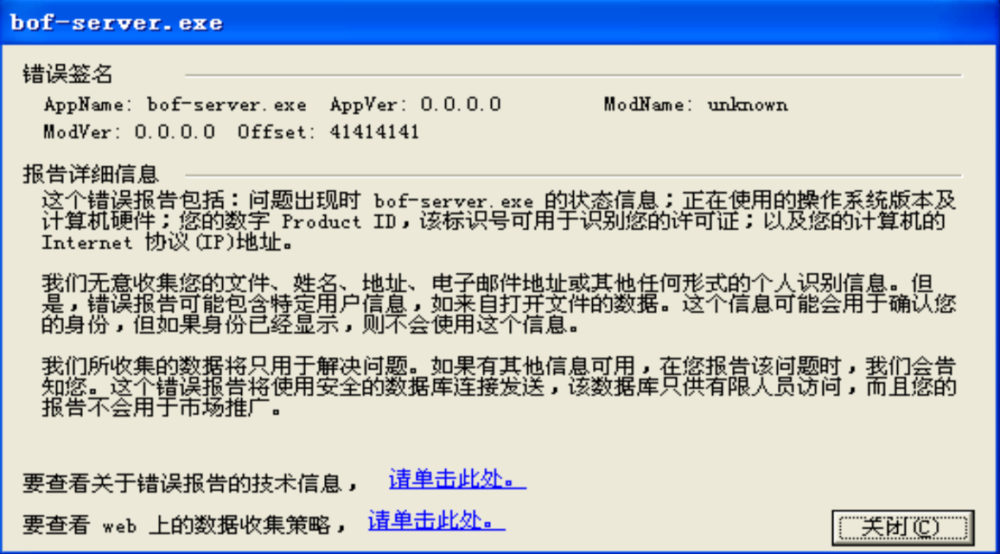 bof-server.exe
错误签名
AppName: bof-server.exe AppVer: 0.0.0.0 ModName: unknown
ModVer: 0.0.0.0 Offset: 41414141
报告详细信息
这个错误报告包括：问题出现时 bof-server.exe 的状态信息；正在使用的操作系统版本及
计算机硬件；您的数字 Product ID，该标识号可用于识别您的许可证；以及您的计算机的
Internet 协议(IP)地址。
我们无意收集您的文件、姓名、地址、电子邮件地址或其他任何形式的个人识别信息。但
是，错误报告可能包含特定用户信息，如来自打开文件的数据。这个信息可能会用于确认您
的身份，但如果身份已经显示，则不会使用这个信息。
我们所收集的数据将只用于解决问题。如果有其他信息可用，在您报告该问题时，我们会告
知您。这个错误报告将使用安全的数据库连接发送，该数据库只供有限人员访问，而且您的
报告不会用于市场推广。
要查看关于错误报告的技术信息， 请单击此处。
要查看 web 上的数据收集策略， 请单击此处。
关闭(C)